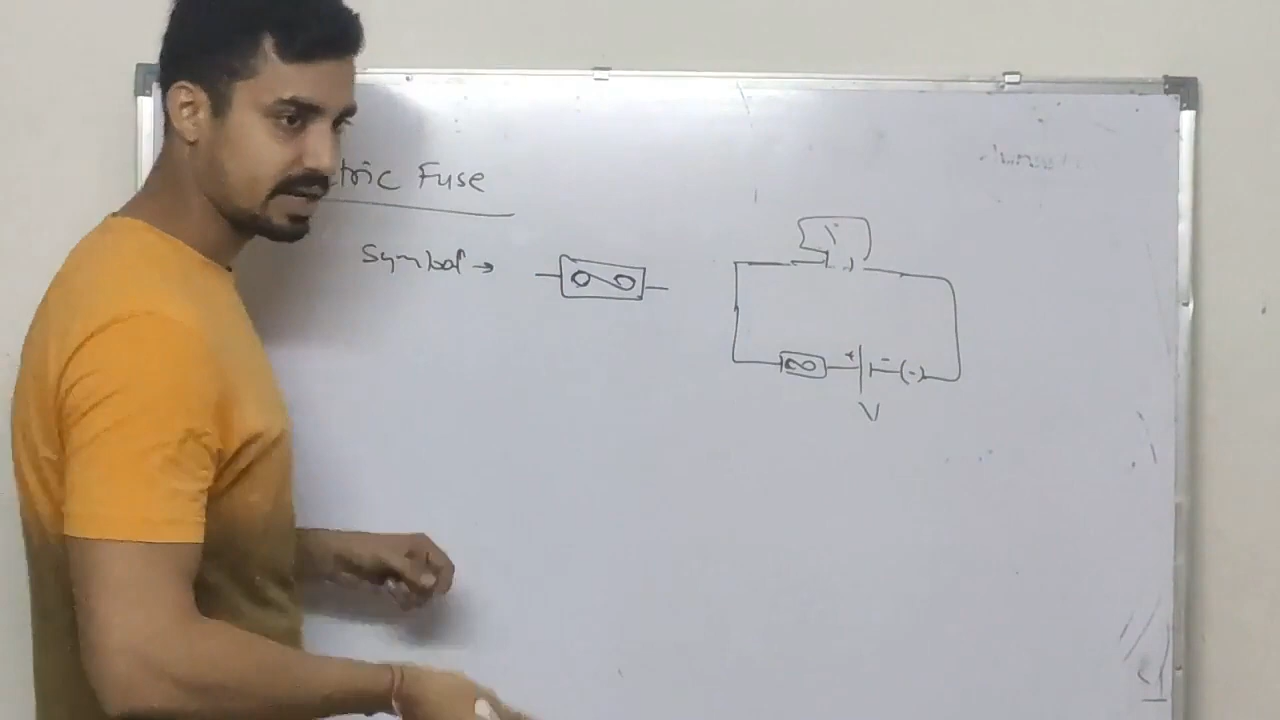 tric Fuse
Symbol →
+ -
(-)
V